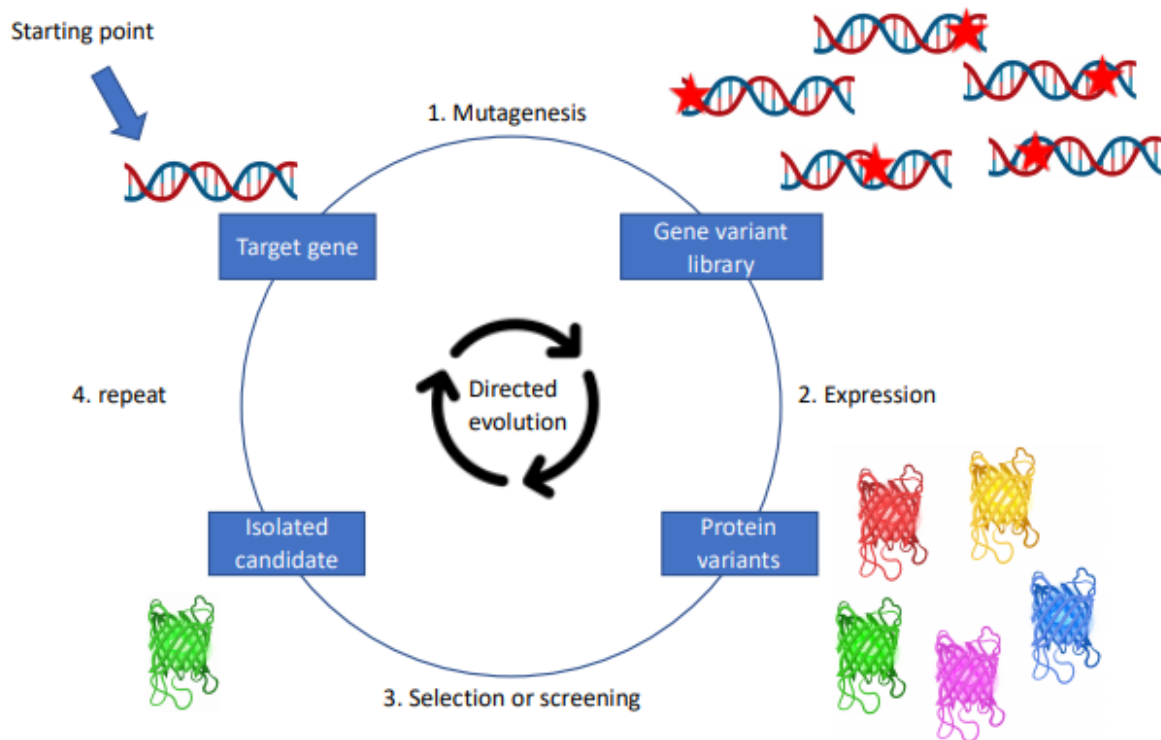 Starting point
1. Mutagenesis
Target gene
Gene variant
library
4. repeat
Directed
evolution
2. Expression
Isolated
candidate
Protein
variants
3. Selection or screening